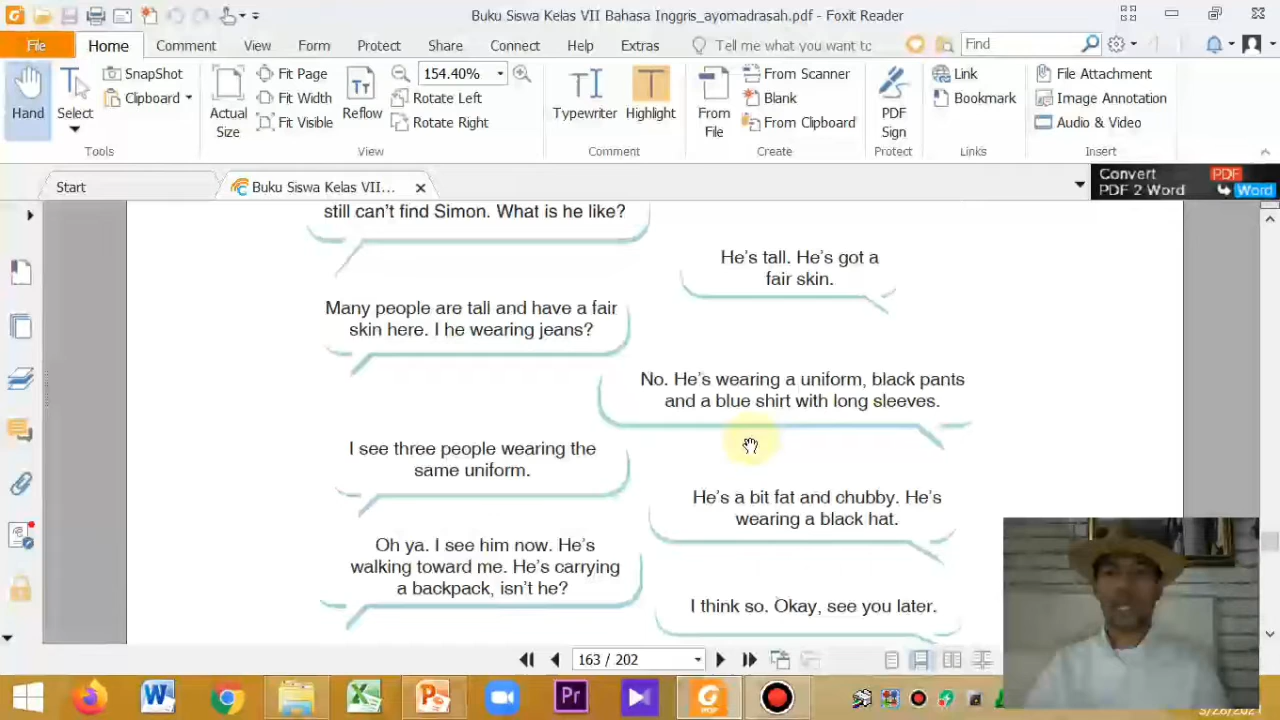 Buku Siswa Kelas VII Bahasa Inggris_ayomadrasah.pdf - Foxit Reader
File
Home
Comment
View
Form
Protect
Share
Connect
Help
Extras
Tell me what you want to
Find
Hand
Select
SnapShot
Clipboard
Tools
Actual
Size
Fit Page
Fit Width
Fit Visible
Reflow
154.40%
Rotate Left
Rotate Right
View
Typewriter
Highlight
Comment
From
File
From Scanner
Blank
From Clipboard
Create
PDF
Sign
Protect
Link
Bookmark
Links
File Attachment
Image Annotation
Audio & Video
Insert
Start
Buku Siswa Kelas VII...
Convert PDF
PDF 2 Word Word
still can't find Simon. What is he like?
He's tall. He's got a
fair skin.
Many people are tall and have a fair
skin here. I he wearing jeans?
No. He's wearing a uniform, black pants
and a blue shirt with long sleeves.
I see three people wearing the
same uniform.
He's a bit fat and chubby. He's
wearing a black hat.
Oh ya. I see him now. He's
walking toward me. He's carrying
a backpack, isn't he?
I think so. Okay, see you later.
163 / 202
Pr
PDF